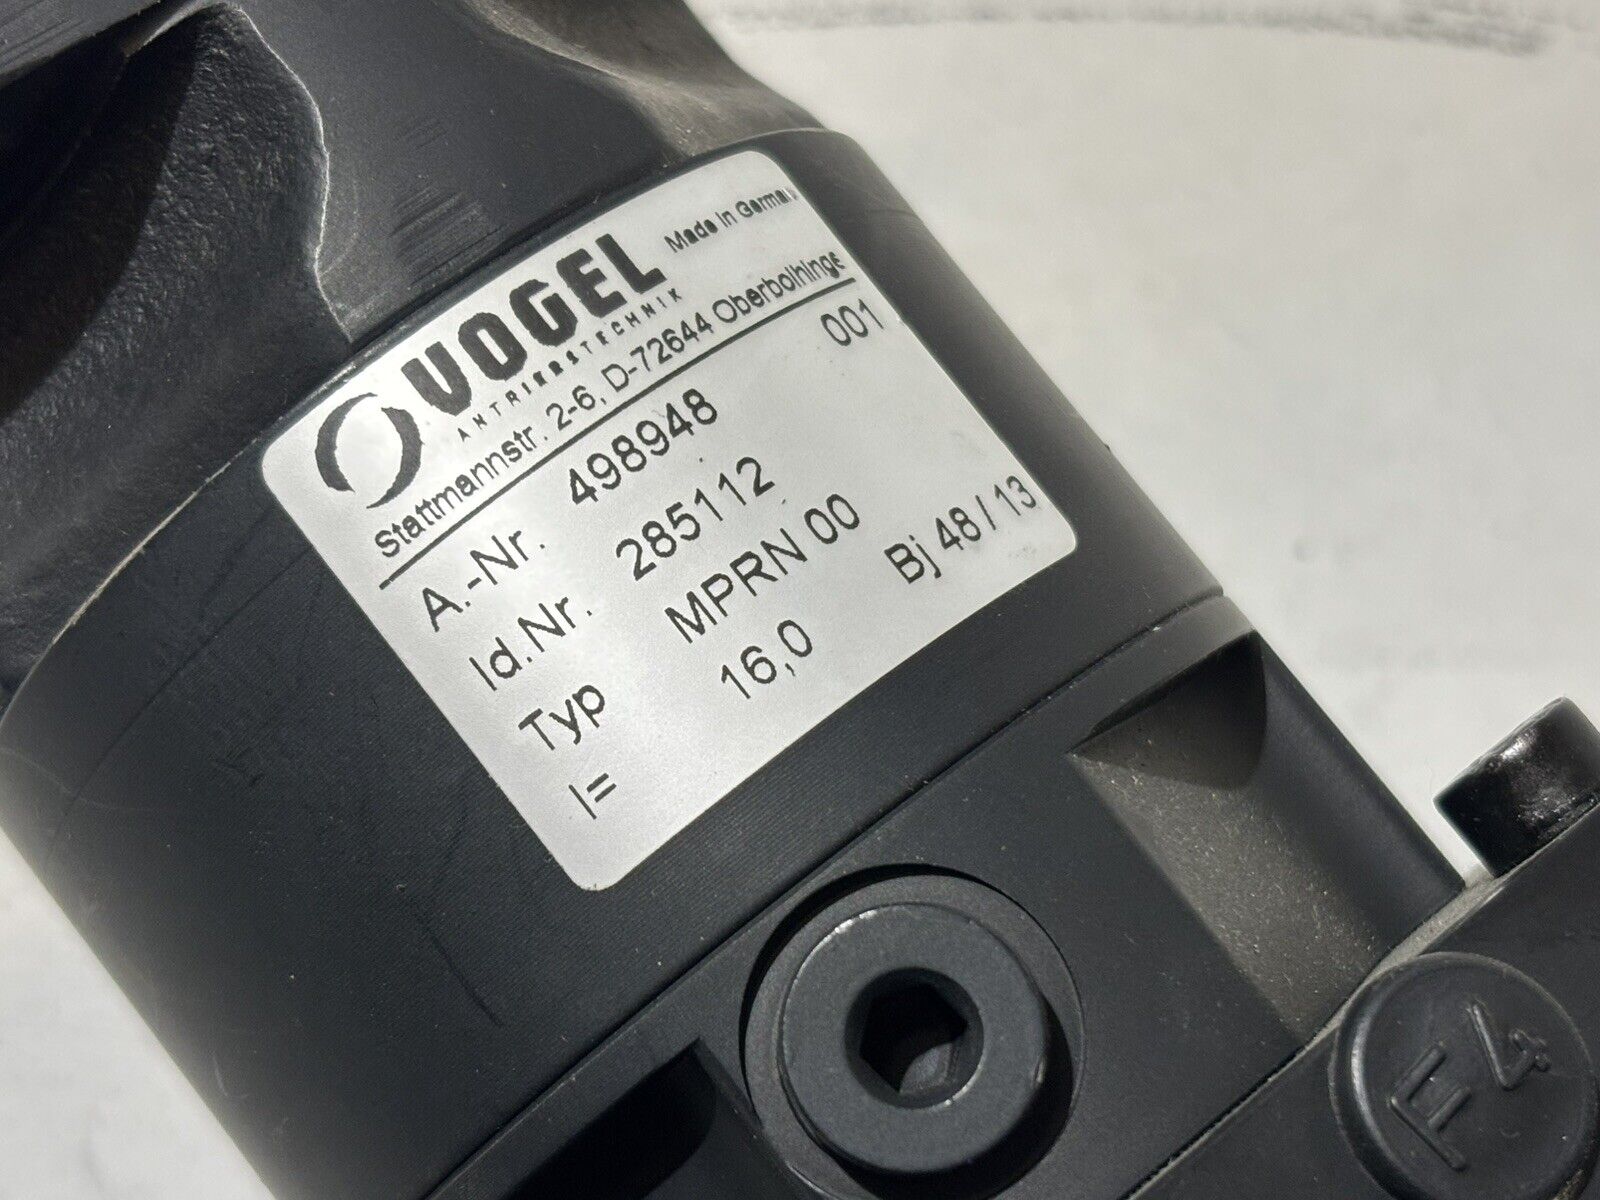 VOGEL Made in Germany
ANTRIEBSTECHNIK
Stattmannstr. 2-6, D-72644 Oberboihinge
A.-Nr. 498948 001
Id.Nr. 285112
Typ MPRN 00
I= 16,0 Bj 48 / 13
F4